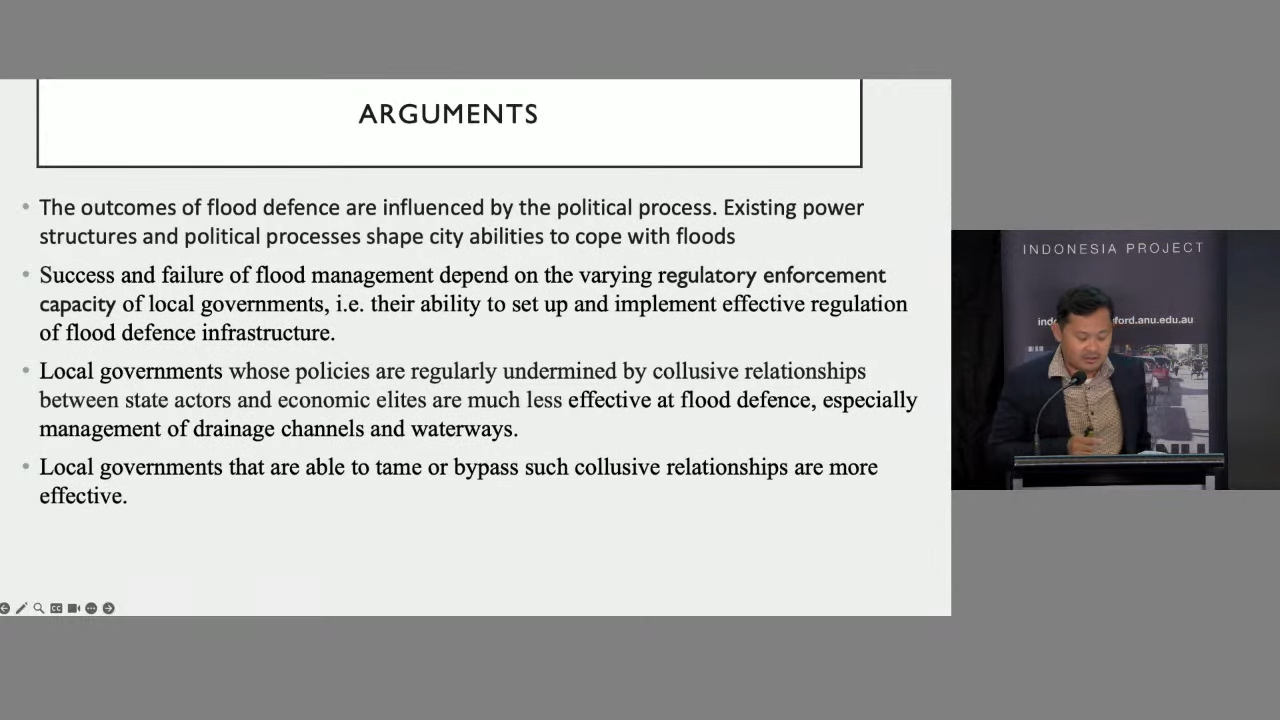 ARGUMENTS
The outcomes of flood defence are influenced by the political process. Existing power
structures and political processes shape city abilities to cope with floods
Success and failure of flood management depend on the varying regulatory enforcement
capacity of local governments, i.e. their ability to set up and implement effective regulation
of flood defence infrastructure.
Local governments whose policies are regularly undermined by collusive relationships
between state actors and economic elites are much less effective at flood defence, especially
management of drainage channels and waterways.
Local governments that are able to tame or bypass such collusive relationships are more
effective.
CC
INDONESIA PROJECT
ford.anu.edu.au